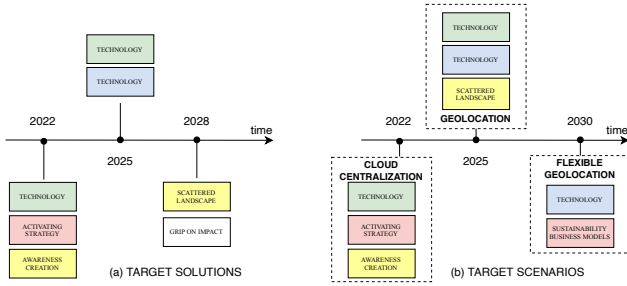 TECHNOLOGY
TECHNOLOGY
2022
2028
time
2025
TECHNOLOGY
ACTIVATING
STRATEGY
AWARENESS
CREATION
SCATTERED
LANDSCAPE
GRIP ON IMPACT
(a) TARGET SOLUTIONS
TECHNOLOGY
TECHNOLOGY
SCATTERED
LANDSCAPE
GEOLOCATION
2022
2030
time
2025
CLOUD
CENTRALIZATION
TECHNOLOGY
ACTIVATING
STRATEGY
AWARENESS
CREATION
FLEXIBLE
GEOLOCATION
TECHNOLOGY
SUSTAINABILITY
BUSINESS MODELS
(b) TARGET SCENARIOS